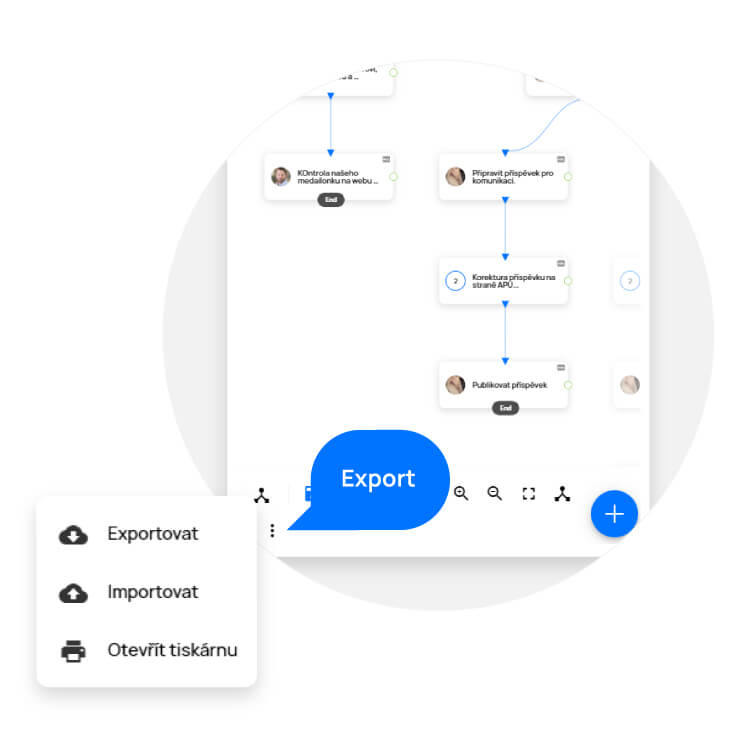 KOntrola našeho
medailonku na webu ...
End
Připravit příspěvek pro
komunikaci.
2
Korektura příspěvku na
straně APÚ...
2
Publikovat příspěvek
End
Export
Exportovat
Importovat
Otevřít tiskárnu